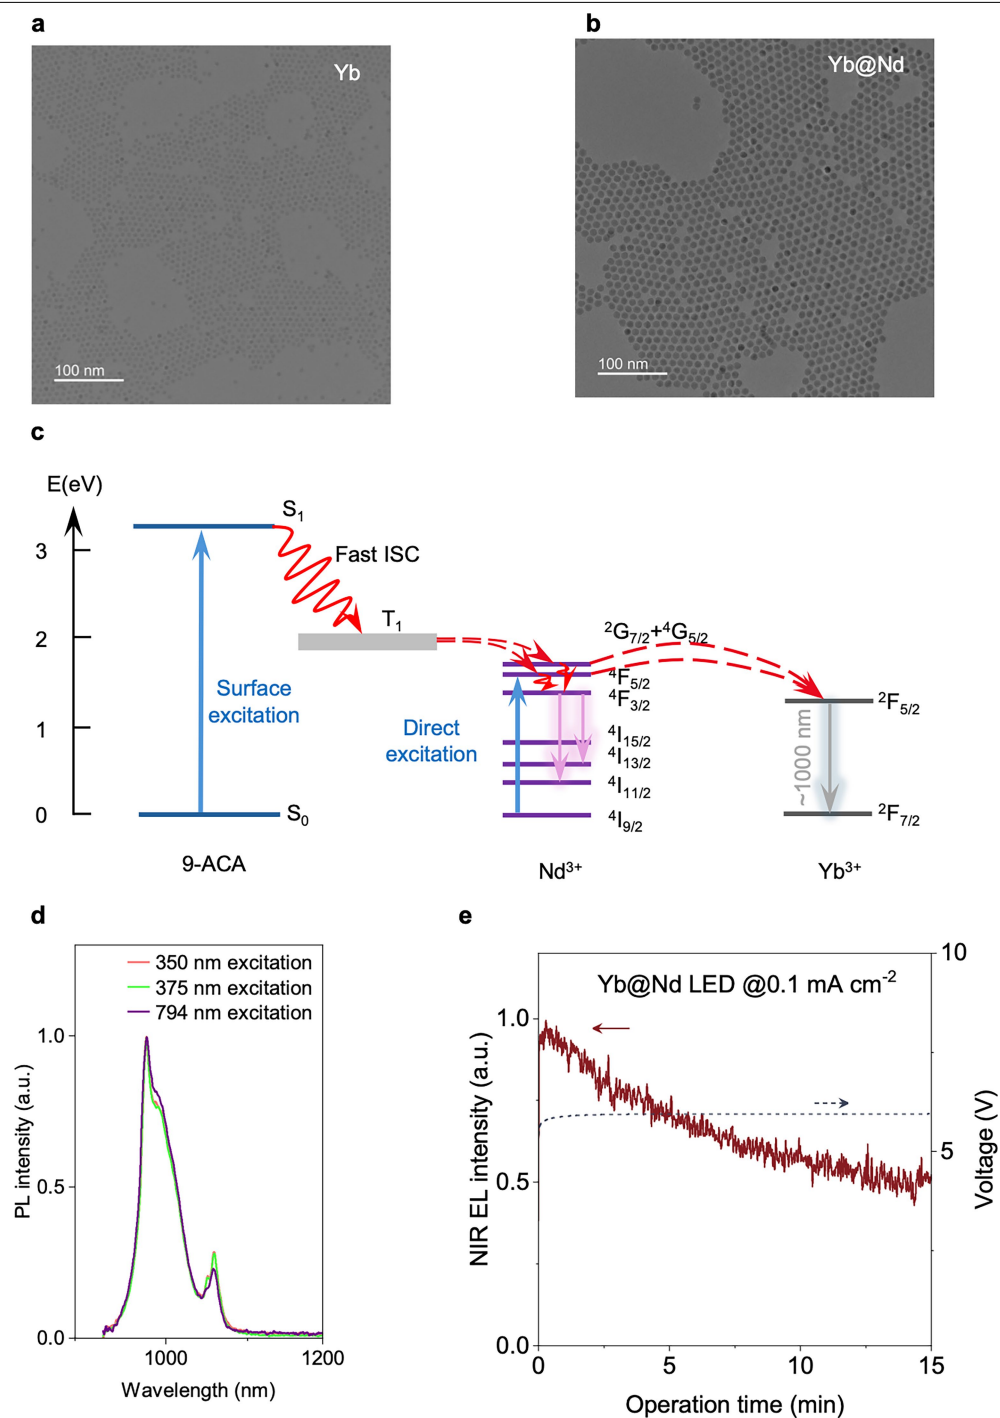 a
Yb
100 nm
b
Yb@Nd
100 nm
c
E(eV)
3
2
1
0
S1
Fast ISC
T1
Surface
excitation
S0
9-ACA
Direct
excitation
²G7/2+⁴G5/2
⁴F5/2
⁴F3/2
⁴I15/2
⁴I13/2
⁴I11/2
⁴I9/2
Nd³⁺
~1000 nm
²F5/2
²F7/2
Yb³⁺
d
350 nm excitation
375 nm excitation
794 nm excitation
PL intensity (a.u.)
1.0
0.5
0.0
1000
1200
Wavelength (nm)
e
Yb@Nd LED @0.1 mA cm⁻²
NIR EL intensity (a.u.)
1.0
0.5
0.0
10
5
Voltage (V)
0
5
10
15
Operation time (min)